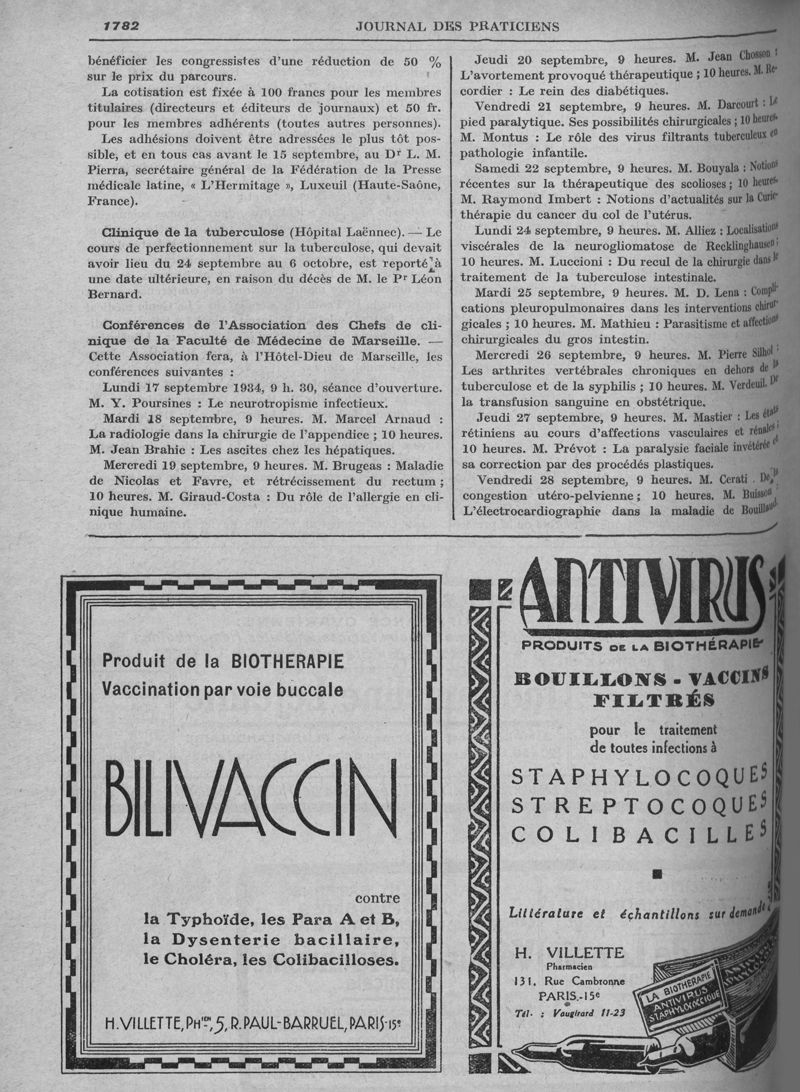 1782
JOURNAL DES PRATICIENS
bénéficier les congressistes d'une réduction de 50 %
sur le prix du parcours.
La cotisation est fixée à 100 francs pour les membres
titulaires (directeurs et éditeurs de journaux) et 50 fr.
pour les membres adhérents (toutes autres personnes).
Les adhésions doivent être adressées le plus tôt pos-
sible, et en tous cas avant le 15 septembre, au Dr L. M.
Pierra, secrétaire général de la Fédération de la Presse
médicale latine, « L'Hermitage », Luxeuil (Haute-Saône,
France).
Clinique de la tuberculose (Hôpital Laënnec). — Le
cours de perfectionnement sur la tuberculose, qui devait
avoir lieu du 24 septembre au 6 octobre, est reporté à
une date ultérieure, en raison du décès de M. le Pr Léon
Bernard.
Conférences de l'Association des Chefs de cli-
nique de la Faculté de Médecine de Marseille. —
Cette Association fera, à l'Hôtel-Dieu de Marseille, les
conférences suivantes :
Lundi 17 septembre 1934, 9 h. 30, séance d'ouverture.
M. Y. Poursines : Le neurotropisme infectieux.
Mardi 18 septembre, 9 heures. M. Marcel Arnaud :
La radiologie dans la chirurgie de l'appendice ; 10 heures.
M. Jean Brahic : Les ascites chez les hépatiques.
Mercredi 19 septembre, 9 heures. M. Brugeas : Maladie
de Nicolas et Favre, et rétrécissement du rectum ;
10 heures. M. Giraud-Costa : Du rôle de l'allergie en cli-
nique humaine.
Jeudi 20 septembre, 9 heures. M. Jean Chosson :
L'avortement provoqué thérapeutique ; 10 heures. M. Re-
cordier : Le rein des diabétiques.
Vendredi 21 septembre, 9 heures. M. Darcourt : Le
pied paralytique. Ses possibilités chirurgicales ; 10 heures.
M. Montus : Le rôle des virus filtrants tuberculeux en
pathologie infantile.
Samedi 22 septembre, 9 heures. M. Bouyala : Notions
récentes sur la thérapeutique des scolioses ; 10 heures.
M. Raymond Imbert : Notions d'actualités sur la Curie-
thérapie du cancer du col de l'utérus.
Lundi 24 septembre, 9 heures. M. Alliez : Localisations
viscérales de la neurogliomatose de Recklinghausen ;
10 heures. M. Luccioni : Du recul de la chirurgie dans le
traitement de la tuberculose intestinale.
Mardi 25 septembre, 9 heures. M. D. Lena : Compli-
cations pleuropulmonaires dans les interventions chirur-
gicales ; 10 heures. M. Mathieu : Parasitisme et affections
chirurgicales du gros intestin.
Mercredi 26 septembre, 9 heures. M. Pierre Silhol :
Les arthrites vertébrales chroniques en dehors de la
tuberculose et de la syphilis ; 10 heures. M. Verdeuil. De
la transfusion sanguine en obstétrique.
Jeudi 27 septembre, 9 heures. M. Mastier : Les états
rétiniens au cours d'affections vasculaires et rénales ;
10 heures. M. Prévot : La paralysie faciale invétérée et
sa correction par des procédés plastiques.
Vendredi 28 septembre, 9 heures. M. Cerati . De la
congestion utéro-pelvienne ; 10 heures. M. Buisson
L'électrocardiographie dans la maladie de Bouillaud
Produit de la BIOTHERAPIE
Vaccination par voie buccale
BILIVACCIN
contre
la Typhoïde, les Para A et B,
la Dysenterie bacillaire,
le Choléra, les Colibacilloses.
H. VILLETTE, PHien, 5, R. PAUL-BARRUEL, PARIS-15e
ANTIVIRUS
PRODUITS DE LA BIOTHÉRAPIE
BOUILLONS - VACCINS
FILTRÉS
pour le traitement
de toutes infections à
STAPHYLOCOQUES
STREPTOCOQUES
COLIBACILLES
Littérature et échantillons sur demande
H. VILLETTE
Pharmacien
131, Rue Cambronne
PARIS.-15e
Tél. : Vaugirard 11-23
LA BIOTHERAPIE
ANTIVIRUS
STAPHYLOCOCCIQUE